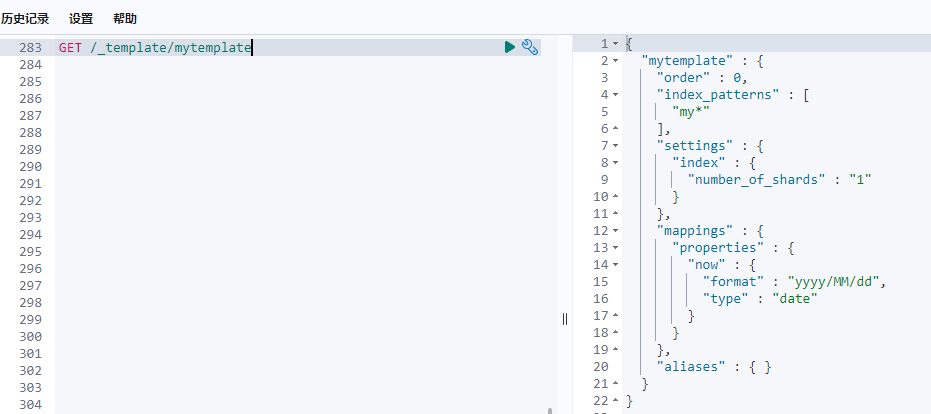 历史记录 设置 帮助
283 GET /_template/mytemplate
284
285
286
287
288
289
290
291
292
293
294
295
296
297
298
299
300
301
302
303
304
1 {
2 "mytemplate" : {
3 "order" : 0,
4 "index_patterns" : [
5 "my*"
6 ],
7 "settings" : {
8 "index" : {
9 "number_of_shards" : "1"
10 }
11 },
12 "mappings" : {
13 "properties" : {
14 "now" : {
15 "format" : "yyyy/MM/dd",
16 "type" : "date"
17 }
18 }
19 },
20 "aliases" : { }
21 }
22 }